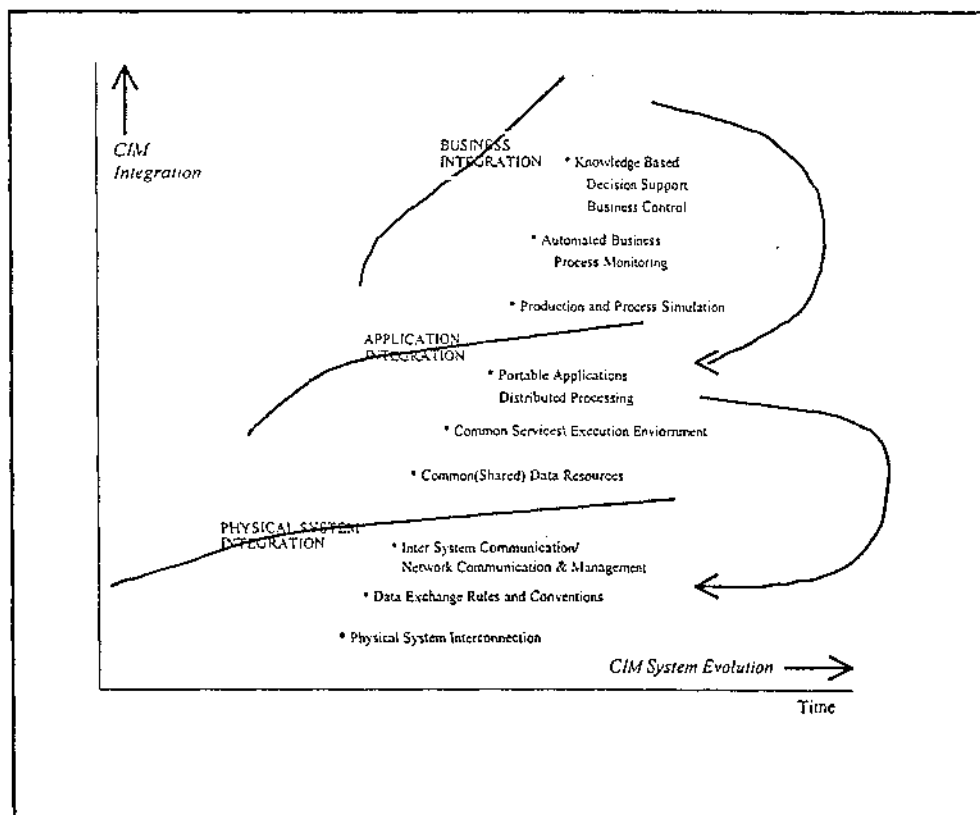 CIM
Integration
BUSINESS
INTEGRATION
* Knowledge Based
Decision Support
Business Control
* Automated Business
Process Monitoring
* Production and Process Simulation
APPLICATION
INTEGRATION
* Portable Applications
Distributed Processing
* Common Services\ Execution Enviornment
* Common(Shared) Data Resources
PHYSICAL SYSTEM
INTEGRATION
* Inter System Communication/
Network Communication & Management
* Data Exchange Rules and Conventions
* Physical System Interconnection
CIM System Evolution
Time